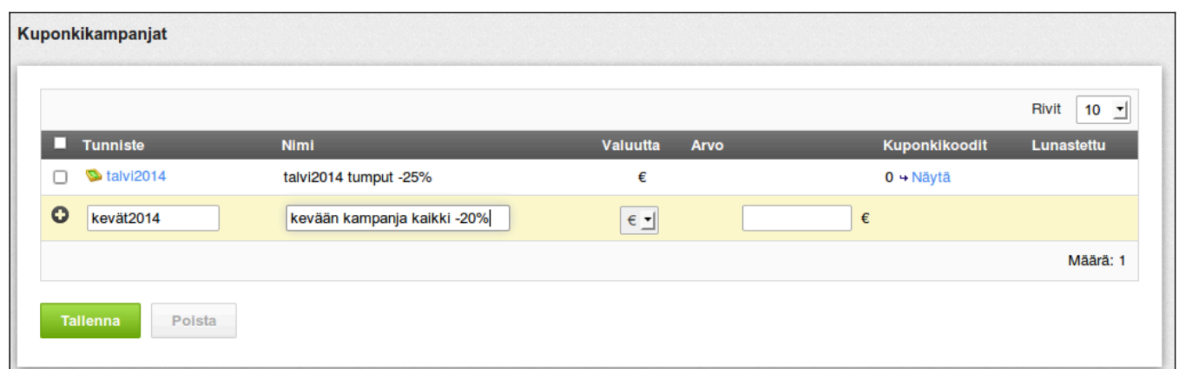 Kuponkikampanjat
Rivit 10
Tunniste Nimi Valuutta Arvo Kuponkikoodit Lunastettu
talvi2014 talvi2014 tumput -25% € 0 ↪ Näytä
kevät2014 kevään kampanja kaikki -20% € €
Määrä: 1
Tallenna Poista